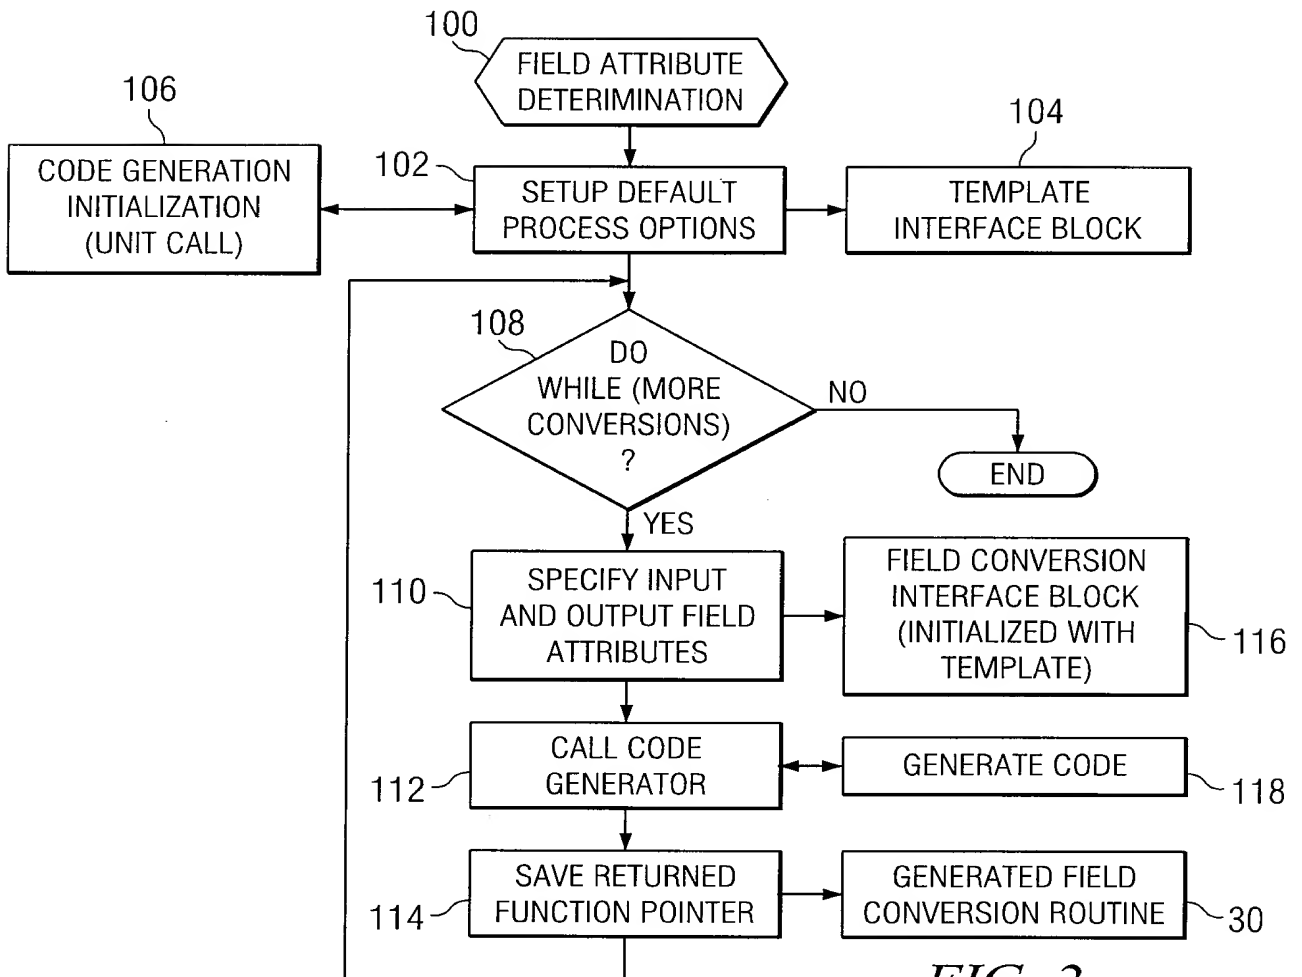 100
FIELD ATTRIBUTE
DETERIMINATION
106
CODE GENERATION
INITIALIZATION
(UNIT CALL)
102
SETUP DEFAULT
PROCESS OPTIONS
104
TEMPLATE
INTERFACE BLOCK
108
DO
WHILE (MORE
CONVERSIONS)
?
NO
END
YES
110
SPECIFY INPUT
AND OUTPUT FIELD
ATTRIBUTES
FIELD CONVERSION
INTERFACE BLOCK
(INITIALIZED WITH
TEMPLATE)
116
112
CALL CODE
GENERATOR
GENERATE CODE
118
114
SAVE RETURNED
FUNCTION POINTER
GENERATED FIELD
CONVERSION ROUTINE
30
FIG.